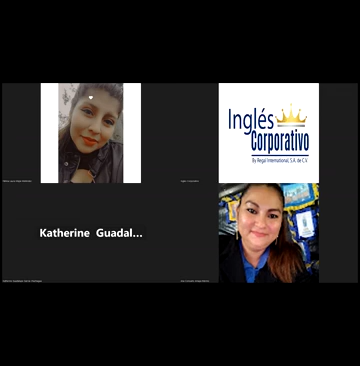 Inglés
Corporativo
By Regal International, S.A. de C.V.
Katherine Guadal...